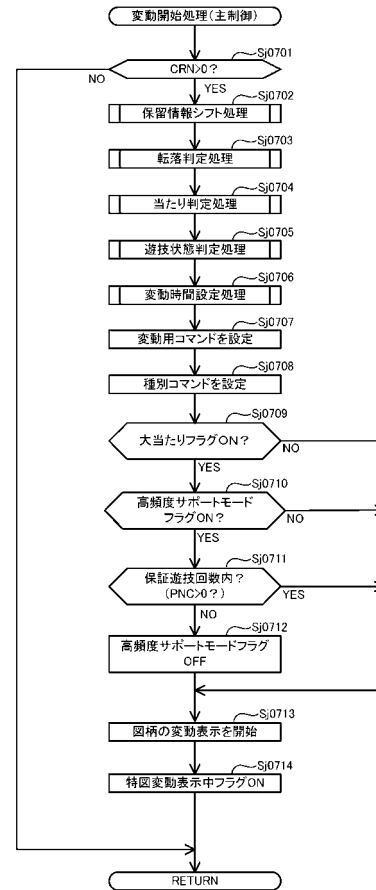 変動開始処理(主制御)
Sj0701
CRN>0?
NO
YES
Sj0702
保留情報シフト処理
Sj0703
転落判定処理
Sj0704
当たり判定処理
Sj0705
遊技状態判定処理
Sj0706
変動時間設定処理
Sj0707
変動用コマンドを設定
Sj0708
種別コマンドを設定
Sj0709
大当たりフラグON?
NO
YES
Sj0710
高頻度サポートモード
フラグON?
NO
YES
Sj0711
保証遊技回数内?
(PNC>0?)
YES
NO
Sj0712
高頻度サポートモードフラグ
OFF
Sj0713
図柄の変動表示を開始
Sj0714
特図変動表示中フラグON
RETURN